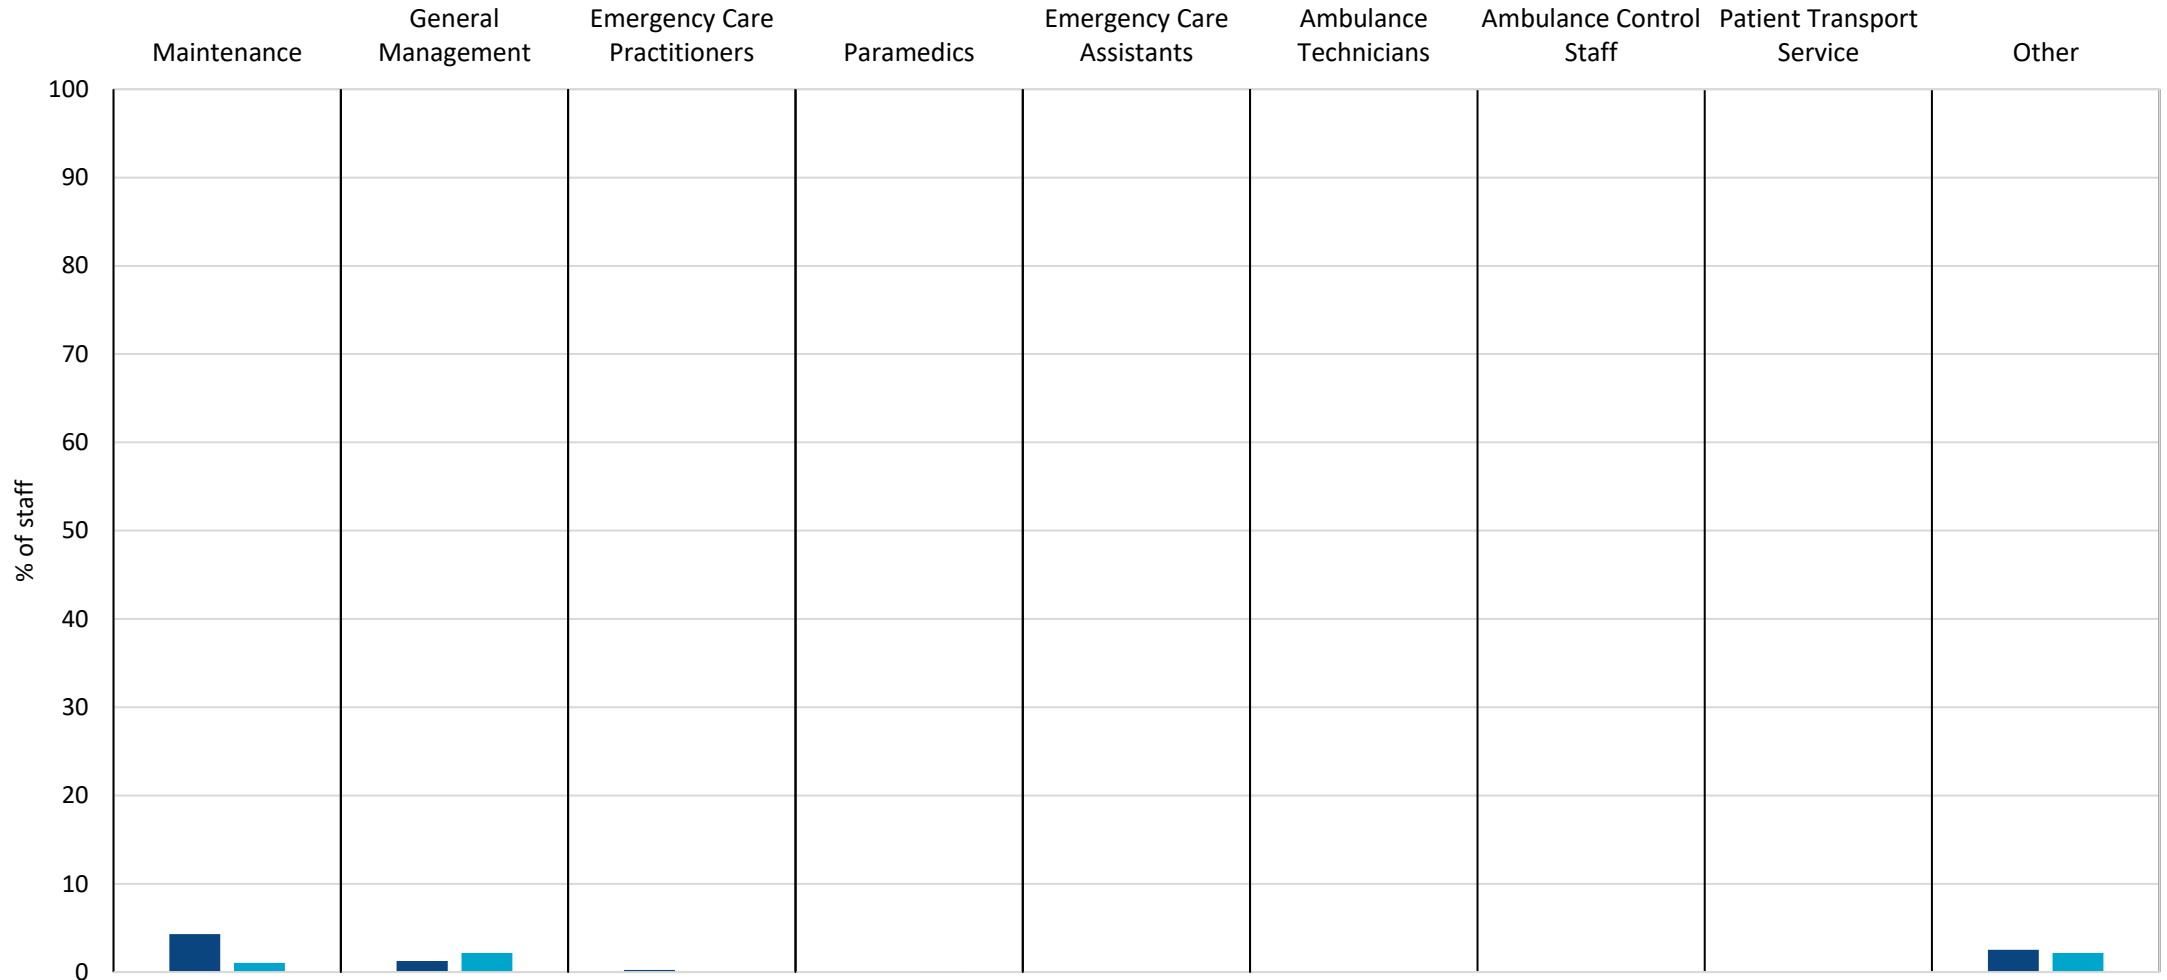 Maintenance
General
Management
Emergency Care
Practitioners
Paramedics
Emergency Care
Assistants
Ambulance
Technicians
Ambulance Control
Staff
Patient Transport
Service
Other
100
90
80
70
60
50
40
30
20
10
0
% of staff